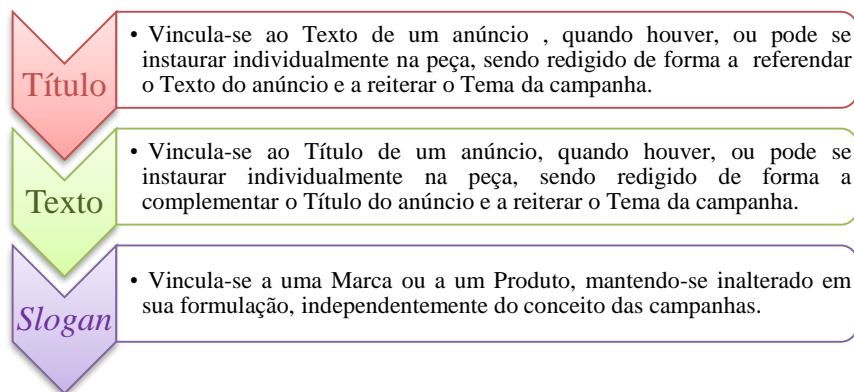 Título
• Vincula-se ao Texto de um anúncio , quando houver, ou pode se
instaurar individualmente na peça, sendo redigido de forma a referendar
o Texto do anúncio e a reiterar o Tema da campanha.
Texto
• Vincula-se ao Título de um anúncio, quando houver, ou pode se
instaurar individualmente na peça, sendo redigido de forma a
complementar o Título do anúncio e a reiterar o Tema da campanha.
Slogan
• Vincula-se a uma Marca ou a um Produto, mantendo-se inalterado em
sua formulação, independentemente do conceito das campanhas.